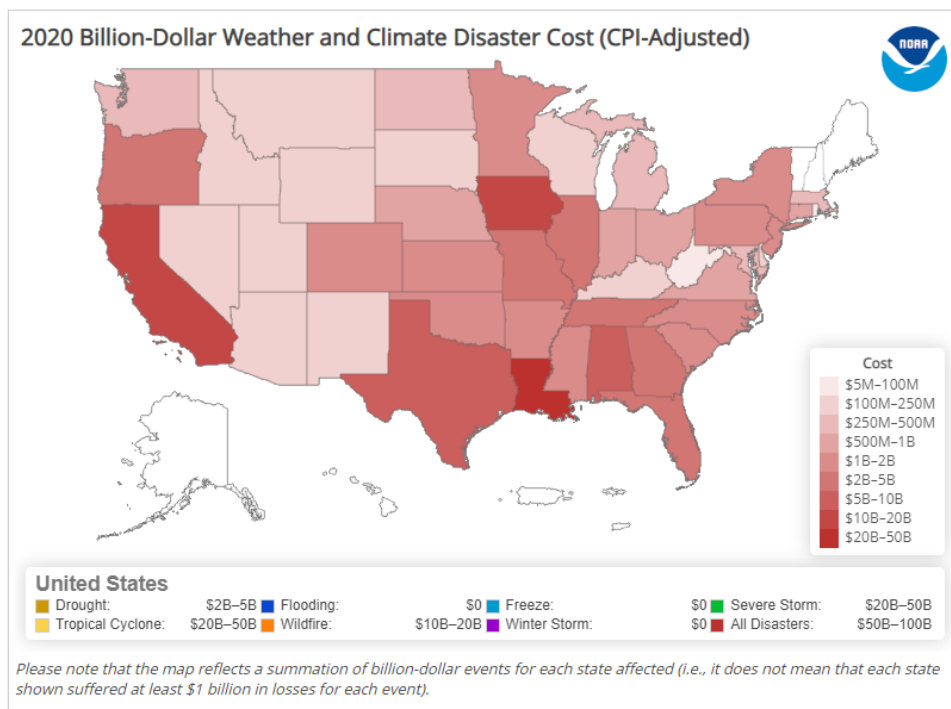 2020 Billion-Dollar Weather and Climate Disaster Cost (CPI-Adjusted)
NOAA
Cost
$5M–100M
$100M–250M
$250M–500M
$500M–1B
$1B–2B
$2B–5B
$5B–10B
$10B–20B
$20B–50B
United States
Drought: $2B–5B Flooding: $0 Freeze: $0 Severe Storm: $20B–50B
Tropical Cyclone: $20B–50B Wildfire: $10B–20B Winter Storm: $0 All Disasters: $50B–100B
Please note that the map reflects a summation of billion-dollar events for each state affected (i.e., it does not mean that each state
shown suffered at least $1 billion in losses for each event).